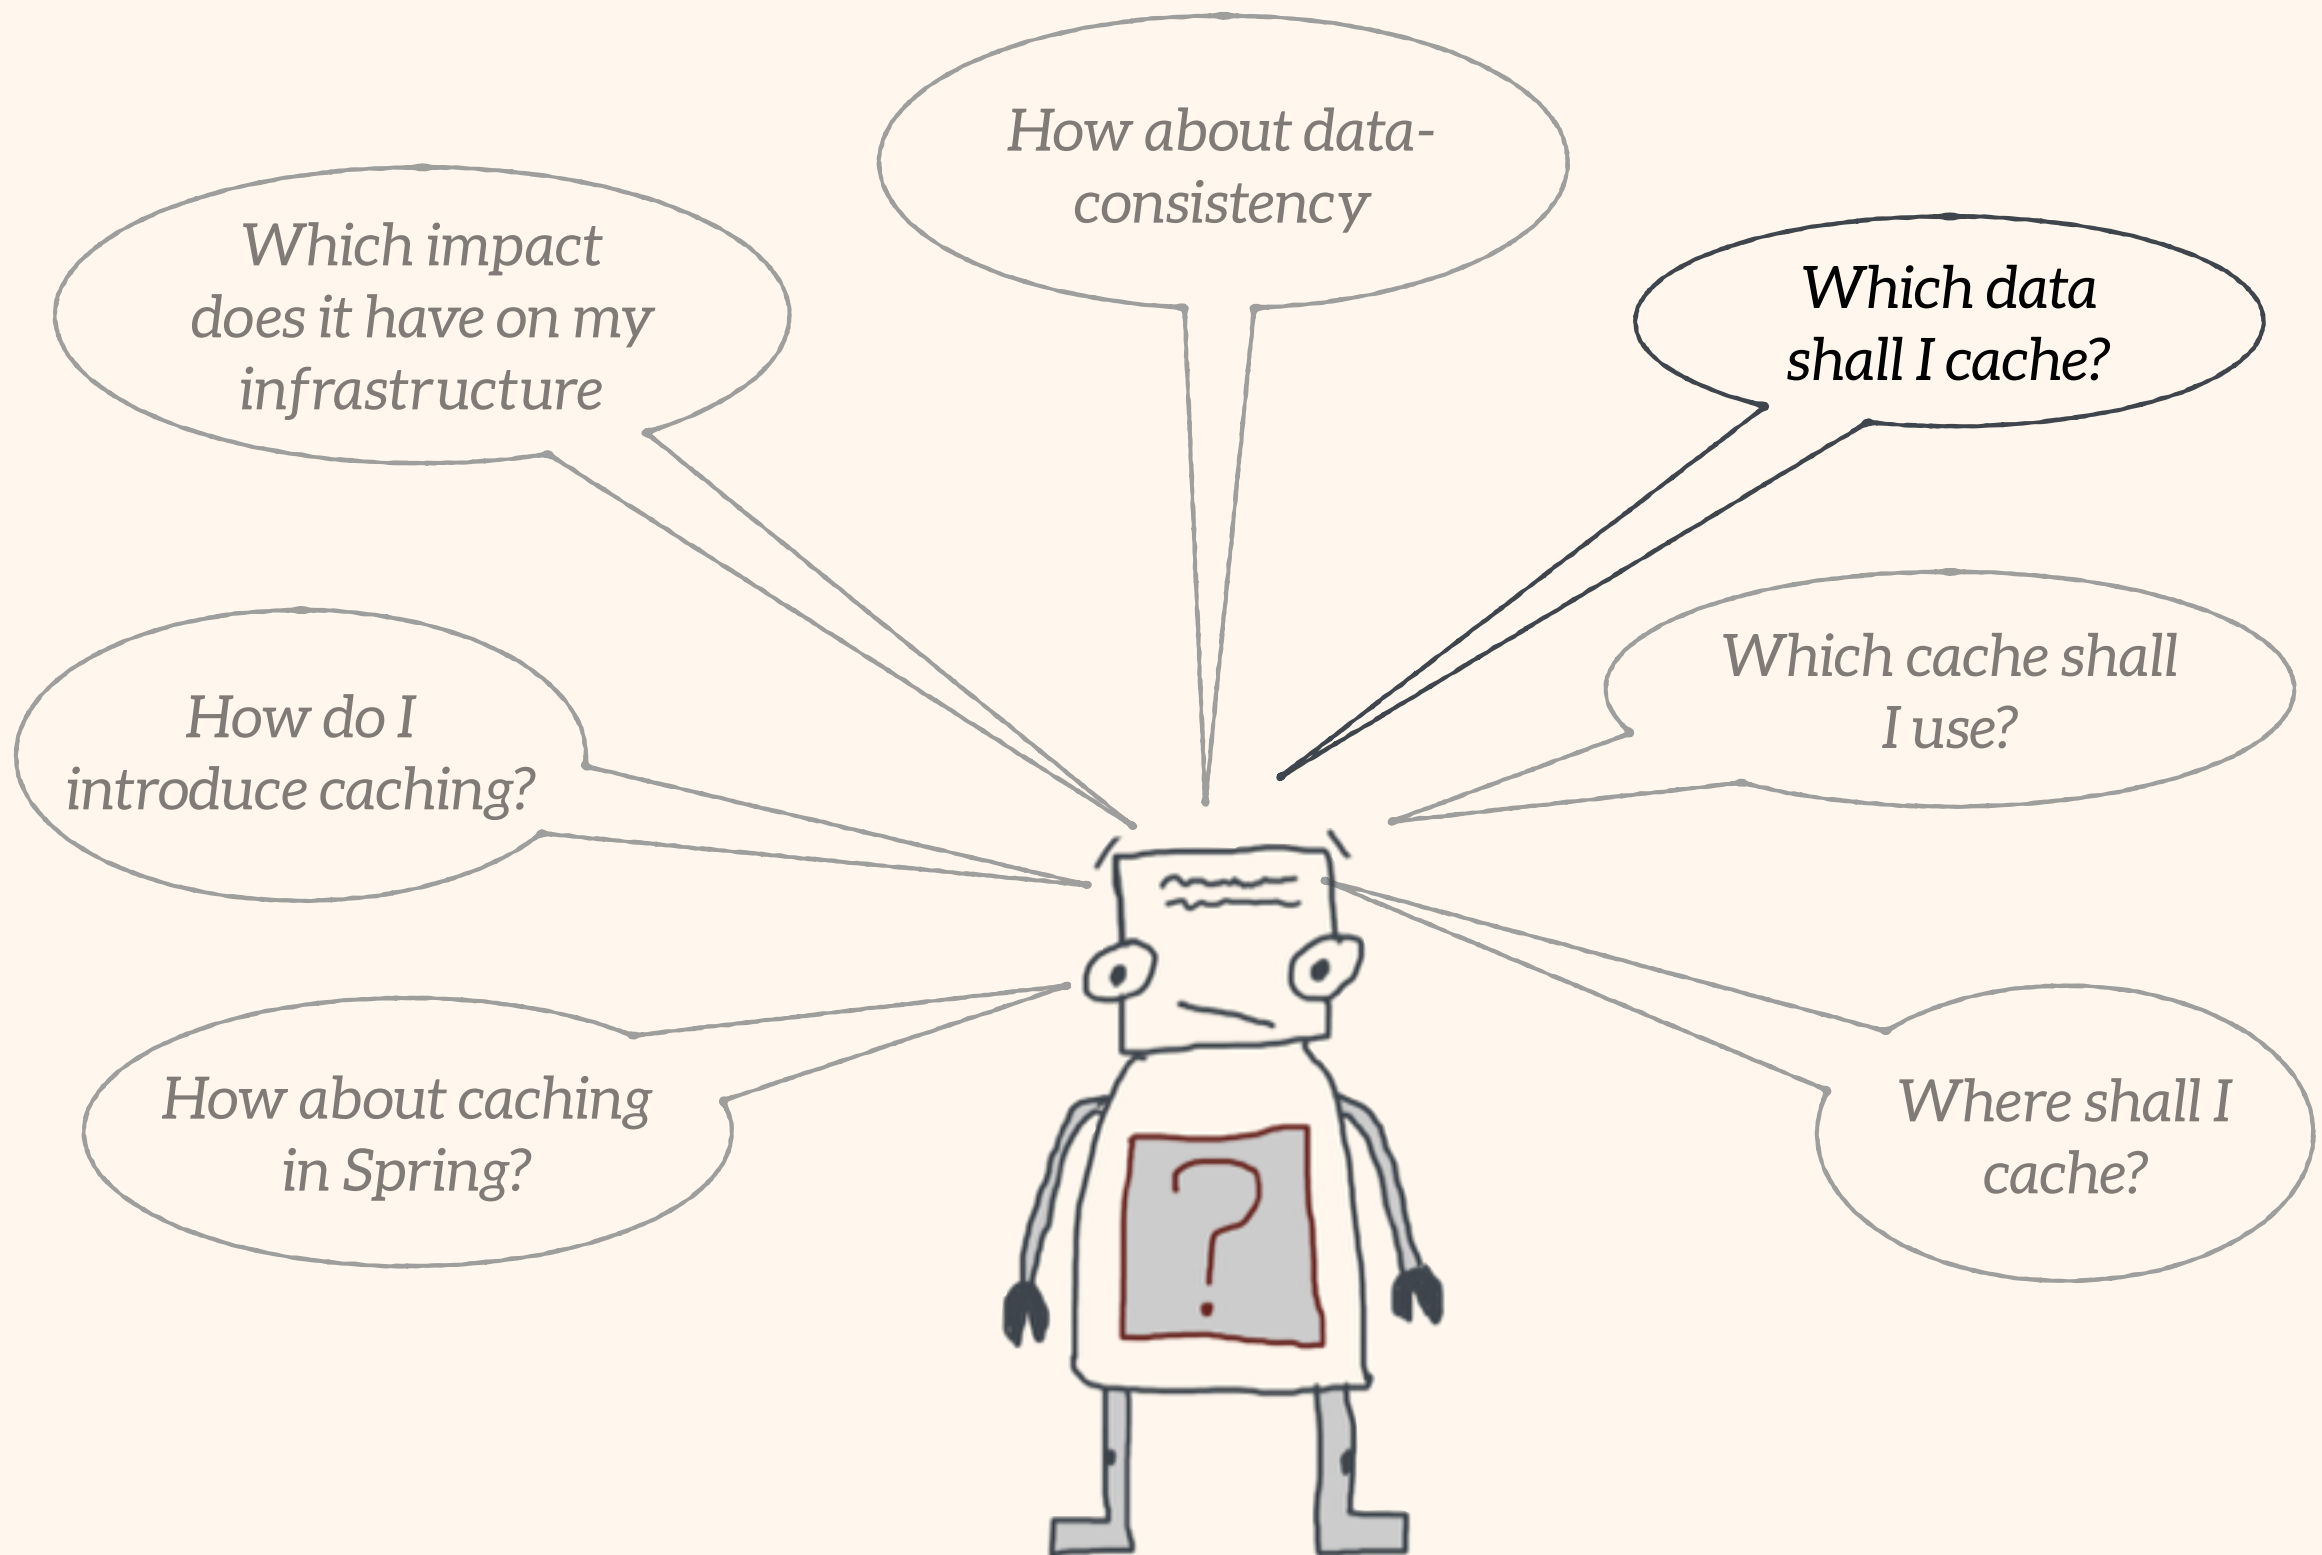 How about data-
consistency
Which impact
does it have on my
infrastructure
Which data
shall I cache?
How do I
introduce caching?
Which cache shall
I use?
How about caching
in Spring?
Where shall I
cache?
?